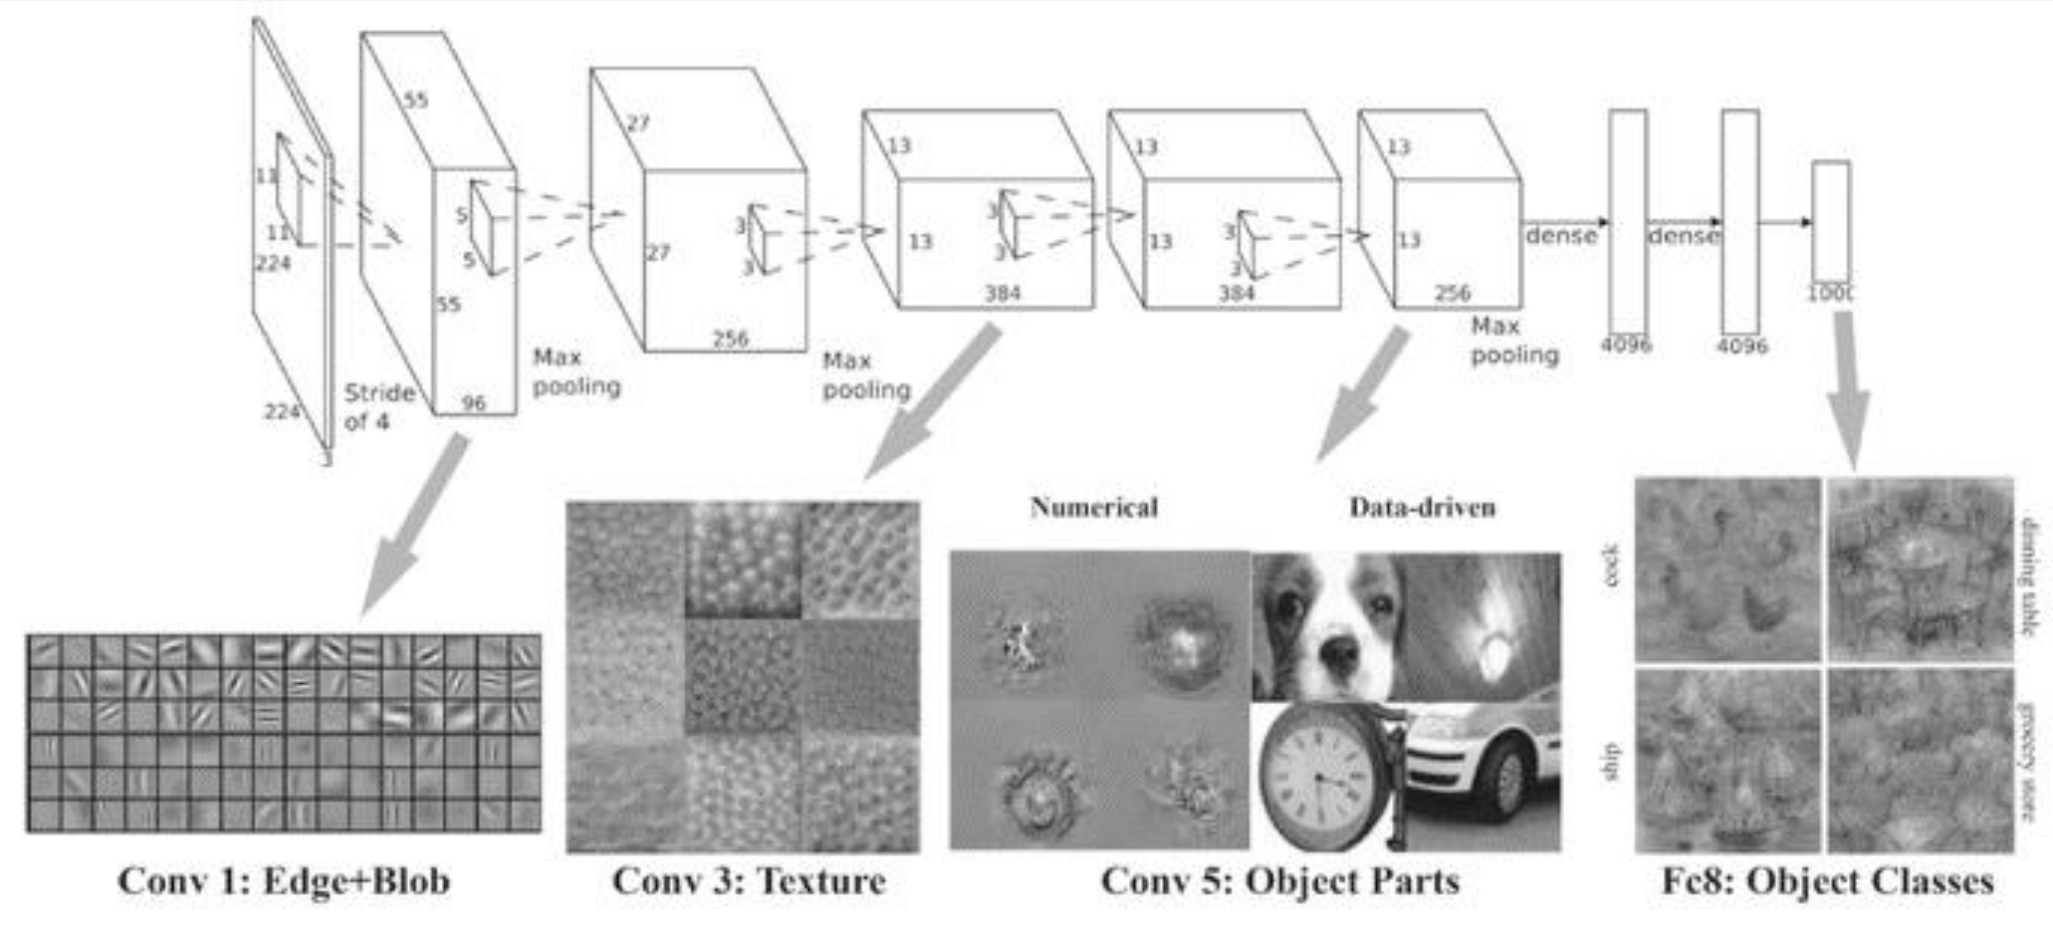 11
11
224
224
3
Stride
of 4
55
55
96
5
5
Max
pooling
27
27
256
3
3
Max
pooling
13
13
384
3
3
13
13
384
3
3
13
13
256
Max
pooling
dense
4096
dense
4096
1000
Numerical
Data-driven
cock
ship
dinning table
grocery store
Conv 1: Edge+Blob
Conv 3: Texture
Conv 5: Object Parts
Fc8: Object Classes